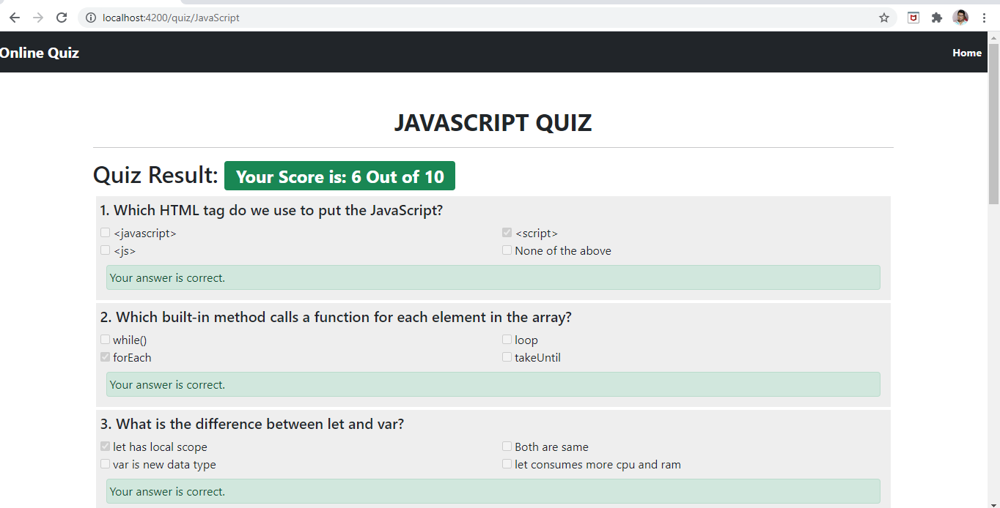 localhost:4200/quiz/JavaScript
Online Quiz Home
JAVASCRIPT QUIZ
Quiz Result: Your Score is: 6 Out of 10
1. Which HTML tag do we use to put the JavaScript?
<javascript> <script>
<js> None of the above
Your answer is correct.
2. Which built-in method calls a function for each element in the array?
while() loop
forEach takeUntil
Your answer is correct.
3. What is the difference between let and var?
let has local scope Both are same
var is new data type let consumes more cpu and ram
Your answer is correct.